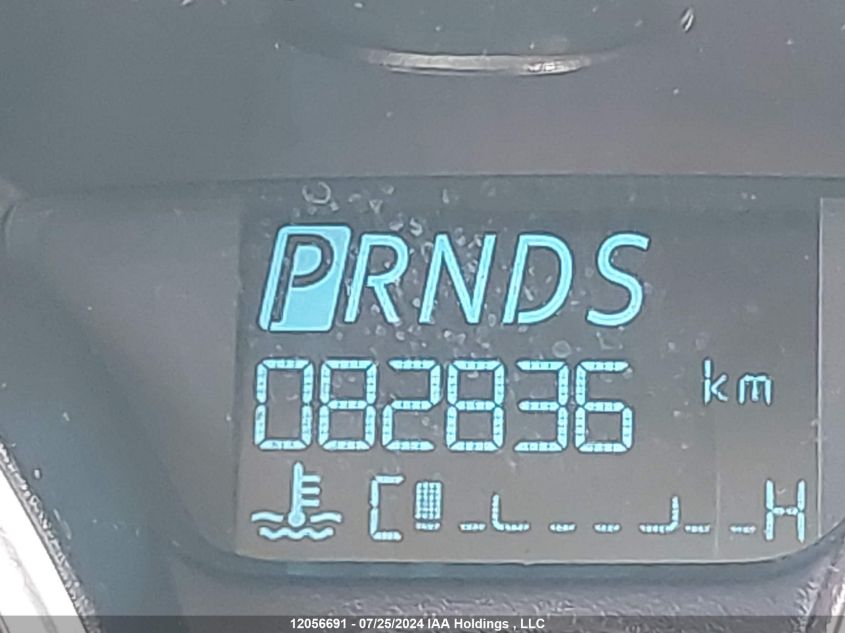 PRNDS
082836 km
C H
12056691 - 07/25/2024 IAA Holdings , LLC